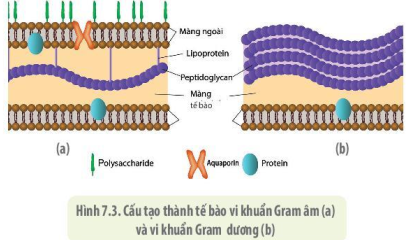 Màng ngoài
Lipoprotein
Peptidoglycan
Màng
tế bào
(a)
(b)
Polysaccharide
Aquaporin
Protein
Hình 7.3. Cấu tạo thành tế bào vi khuẩn Gram âm (a)
và vi khuẩn Gram dương (b)